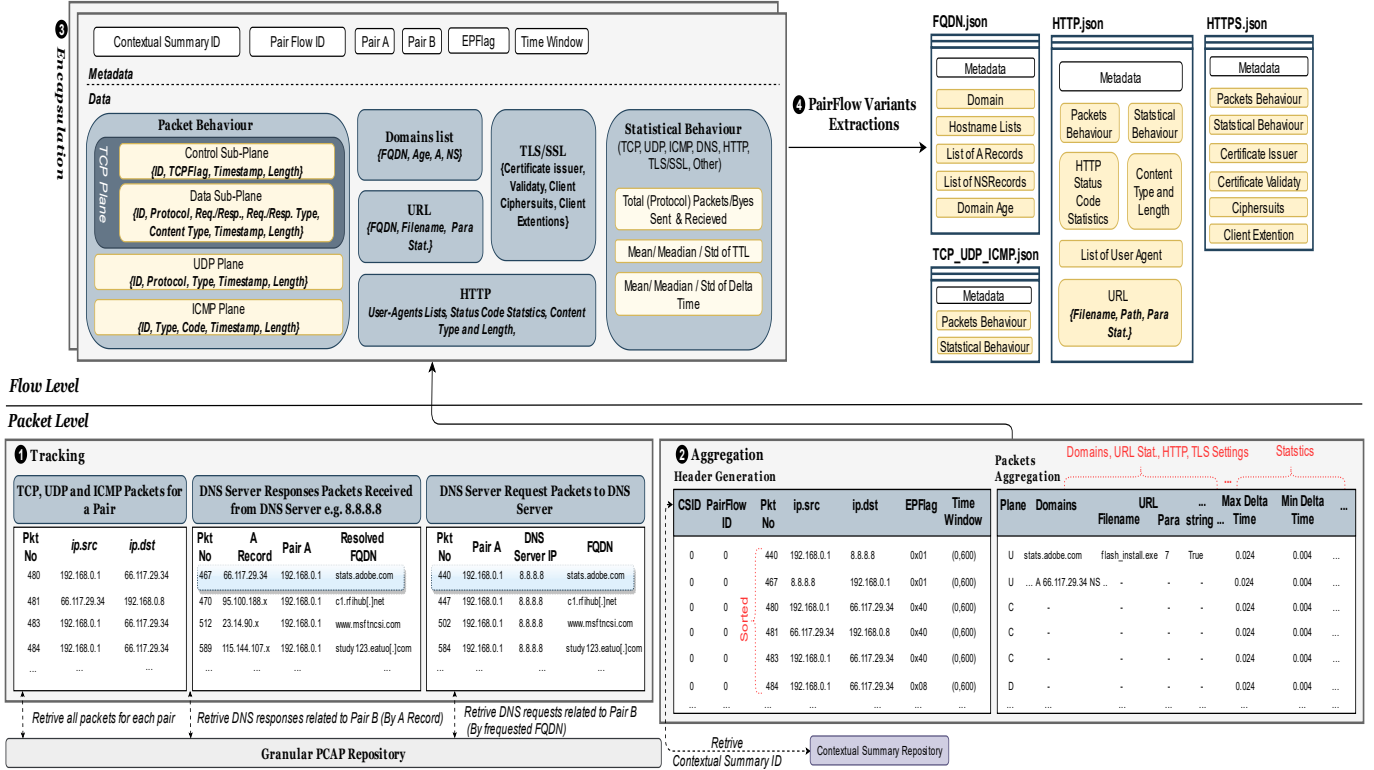 ❸ Encapsulation
Contextual Summary ID
Pair Flow ID
Pair A
Pair B
EPFlag
Time Window
Metadata
Data
Packet Behaviour
TCP Plane
Control Sub-Plane
{ID, TCPFlag, Timestamp, Length}
Data Sub-Plane
{ID, Protocol, Req./Resp., Req./Resp. Type,
Content Type, Timestamp, Length}
UDP Plane
{ID, Protocol, Type, Timestamp, Length}
ICMP Plane
{ID, Type, Code, Timestamp, Length}
Domains list
{FQDN, Age, A, NS}
URL
{FQDN, Filename, Para
Stat.}
TLS/SSL
{Certificate issuer,
Validaty, Client
Ciphersuits, Client
Extentions}
HTTP
User-Agents Lists, Status Code Statstics, Content
Type and Length,
Statistical Behaviour
(TCP, UDP, ICMP, DNS, HTTP,
TLS/SSL, Other)
Total (Protocol) Packets/Byes
Sent & Recieved
Mean/ Meadian / Std of TTL
Mean/ Meadian / Std of Delta
Time
❹ PairFlow Variants
Extractions
FQDN.json
Metadata
Domain
Hostname Lists
List of A Records
List of NSRecords
Domain Age
TCP_UDP_ICMP.json
Metadata
Packets Behaviour
Statstical Behaviour
HTTP.json
Metadata
Packets
Behaviour
Statstical
Behaviour
HTTP
Status
Code
Statistics
Content
Type and
Length
List of User Agent
URL
{Filename, Path, Para
Stat.}
HTTPS.json
Metadata
Packets Behaviour
Statstical Behaviour
Certificate Issuer
Certificate Validaty
Ciphersuits
Client Extention
Flow Level
Packet Level
❶ Tracking
TCP, UDP and ICMP Packets for
a Pair
Pkt
No
ip.src
ip.dst
480 192.168.0.1 66.117.29.34
481 66.117.29.34 192.168.0.8
483 192.168.0.1 66.117.29.34
484 192.168.0.1 66.117.29.34
... ... ...
DNS Server Responses Packets Received
from DNS Server e.g. 8.8.8.8
Pkt
No
A
Record
Pair A
Resolved
FQDN
467 66.117.29.34 192.168.0.1 stats.adobe.com
470 95.100.188.x 192.168.0.1 c1.rfihub[.]net
512 23.14.90.x 192.168.0.1 www.msftncsi.com
589 115.144.107.x 192.168.0.1 study123.eatuo[.]com
... ... ...
DNS Server Request Packets to DNS
Server
Pkt
No
Pair A
DNS
Server IP
FQDN
440 192.168.0.1 8.8.8.8 stats.adobe.com
447 192.168.0.1 8.8.8.8 c1.rfihub[.]net
502 192.168.0.1 8.8.8.8 www.msftncsi.com
584 192.168.0.1 8.8.8.8 study123.eatuo[.]com
... ... ...
Retrive all packets for each pair
Retrive DNS responses related to Pair B (By A Record)
Retrive DNS requests related to Pair B
(By frequested FQDN)
Granular PCAP Repository
❷ Aggregation
Header Generation
CSID PairFlow
ID
Pkt
No
ip.src
ip.dst
EPFlag
Time
Window
0 0 440 192.168.0.1 8.8.8.8 0x01 (0,600)
0 0 467 8.8.8.8 192.168.0.1 0x01 (0,600)
0 0 480 192.168.0.1 66.117.29.34 0x40 (0,600)
0 0 481 66.117.29.34 192.168.0.8 0x40 (0,600)
0 0 483 192.168.0.1 66.117.29.34 0x40 (0,600)
0 0 484 192.168.0.1 66.117.29.34 0x08 (0,600)
... ... ... ... ... ... ...
Sorted
Packets
Aggregation
Domains, URL Stat., HTTP, TLS Settings
...
Statstics
Plane Domains
URL
Filename Para string
...
...
Max Delta
Time
Min Delta
Time
...
U stats.adobe.com flash_install.exe 7 True 0.024 0.004 ...
U ... A 66.117.29.34 NS .. - - - 0.024 0.004 ...
C - - - - 0.024 0.004 ...
C - - - - 0.024 0.004 ...
C - - - - 0.024 0.004 ...
D - - - - 0.024 0.004 ...
... ... ... ... ... ... ... ...
Retrive
Contextual Summary ID
Contextual Summary Repository